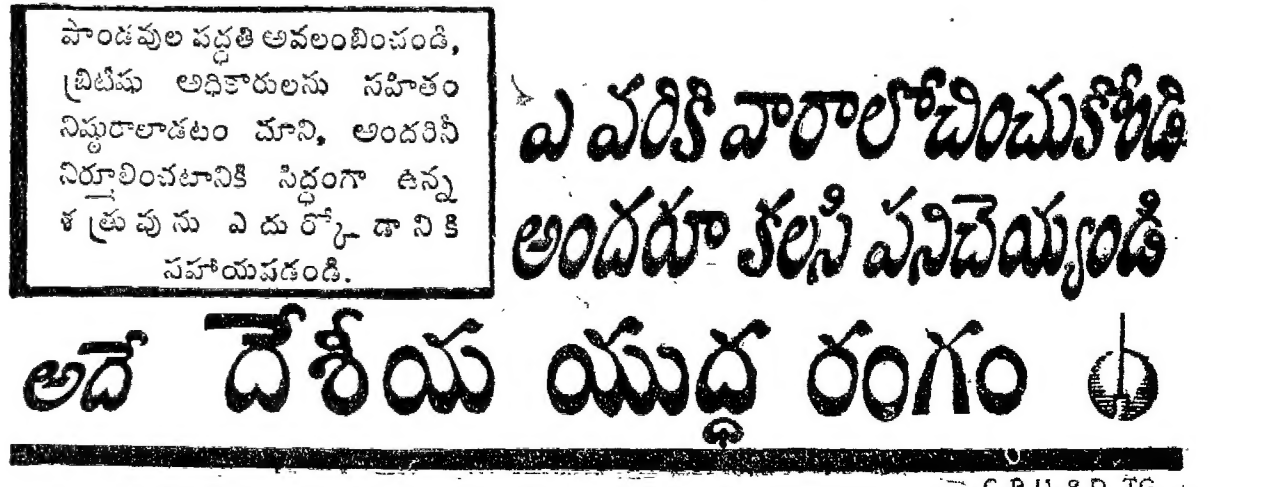 పాండవుల పద్ధతి అవలంబించండి,
బ్రిటీషు అధికారులను సహితం
నిష్ఠురాలాడటం మాని, అందరినీ
నిర్మూలించటానికి సిద్ధంగా ఉన్న
శత్రువును ఎదుర్కోడానికి
సహాయపడండి.
ఎవరికి వారాలోచించుకోండి
అందరూ కలసి పనిచెయ్యండి
అదే దేశీయ యుద్ధ రంగం